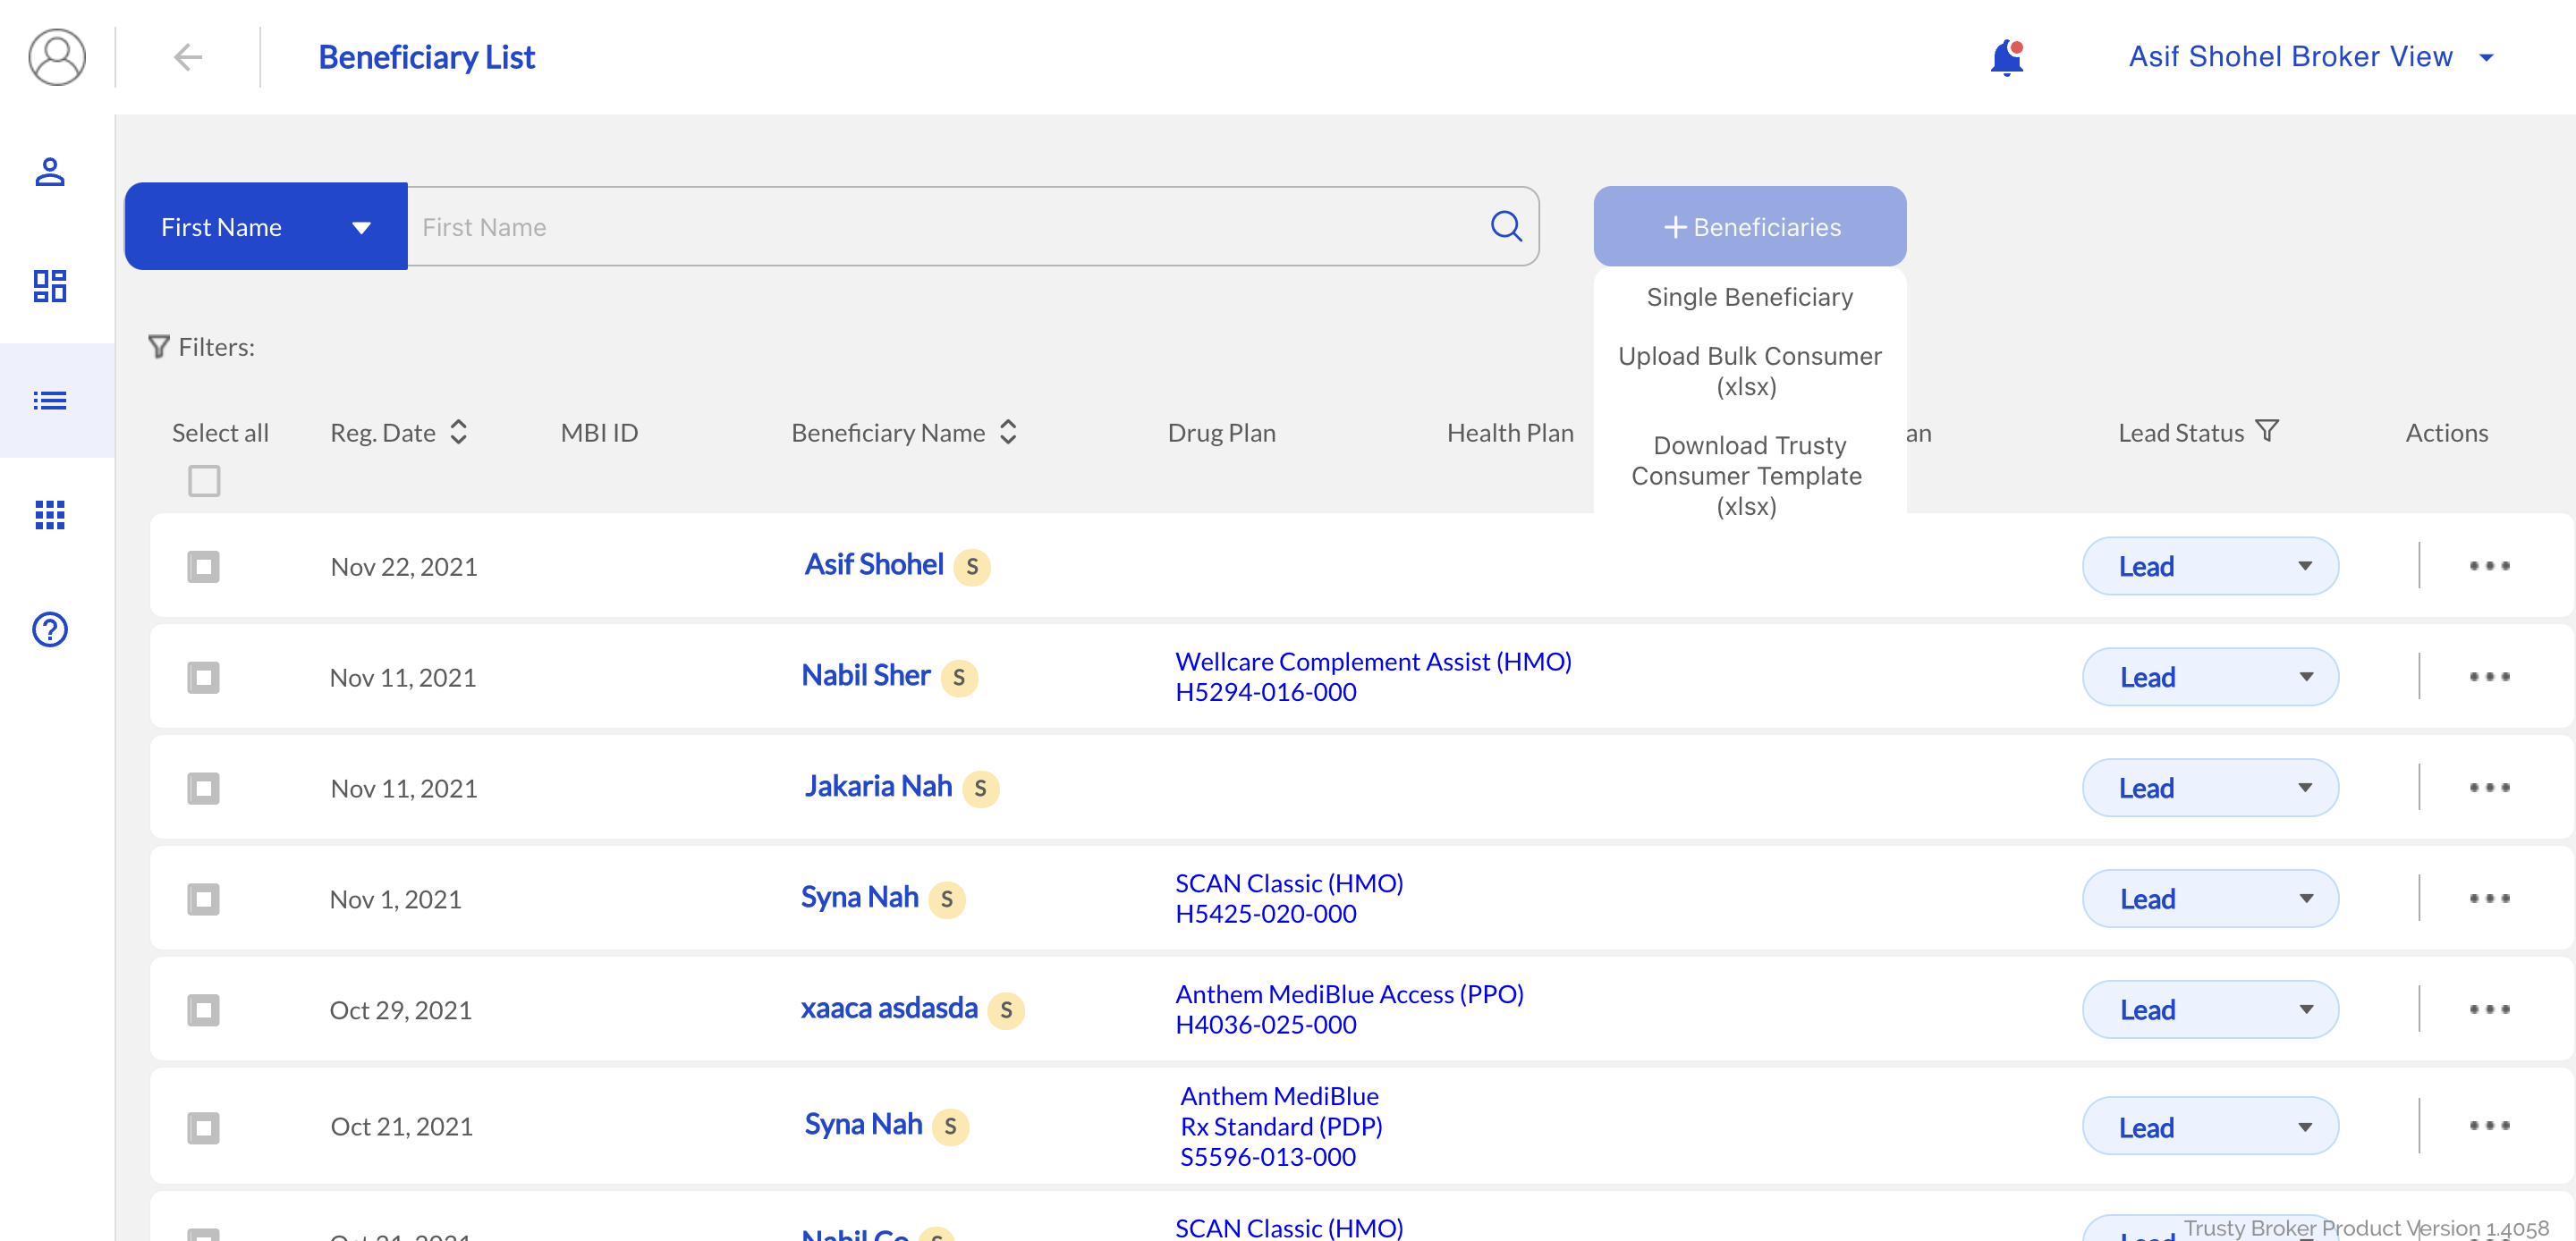 Beneficiary List
Asif Shohel Broker View
First Name
First Name
+ Beneficiaries
Single Beneficiary
Upload Bulk Consumer
(xlsx)
Download Trusty
Consumer Template
(xlsx)
Filters:
Select all
Reg. Date
MBI ID
Beneficiary Name
Drug Plan
Health Plan
an
Lead Status
Actions
Nov 22, 2021
Asif Shohel S
Lead
Nov 11, 2021
Nabil Sher S
Wellcare Complement Assist (HMO)
H5294-016-000
Lead
Nov 11, 2021
Jakaria Nah S
Lead
Nov 1, 2021
Syna Nah S
SCAN Classic (HMO)
H5425-020-000
Lead
Oct 29, 2021
xaaca asdasda S
Anthem MediBlue Access (PPO)
H4036-025-000
Lead
Oct 21, 2021
Syna Nah S
Anthem MediBlue
Rx Standard (PDP)
S5596-013-000
Lead
Oct 21, 2021
Nabil S
SCAN Classic (HMO)
Lead
Trusty Broker Product Version 1.4058